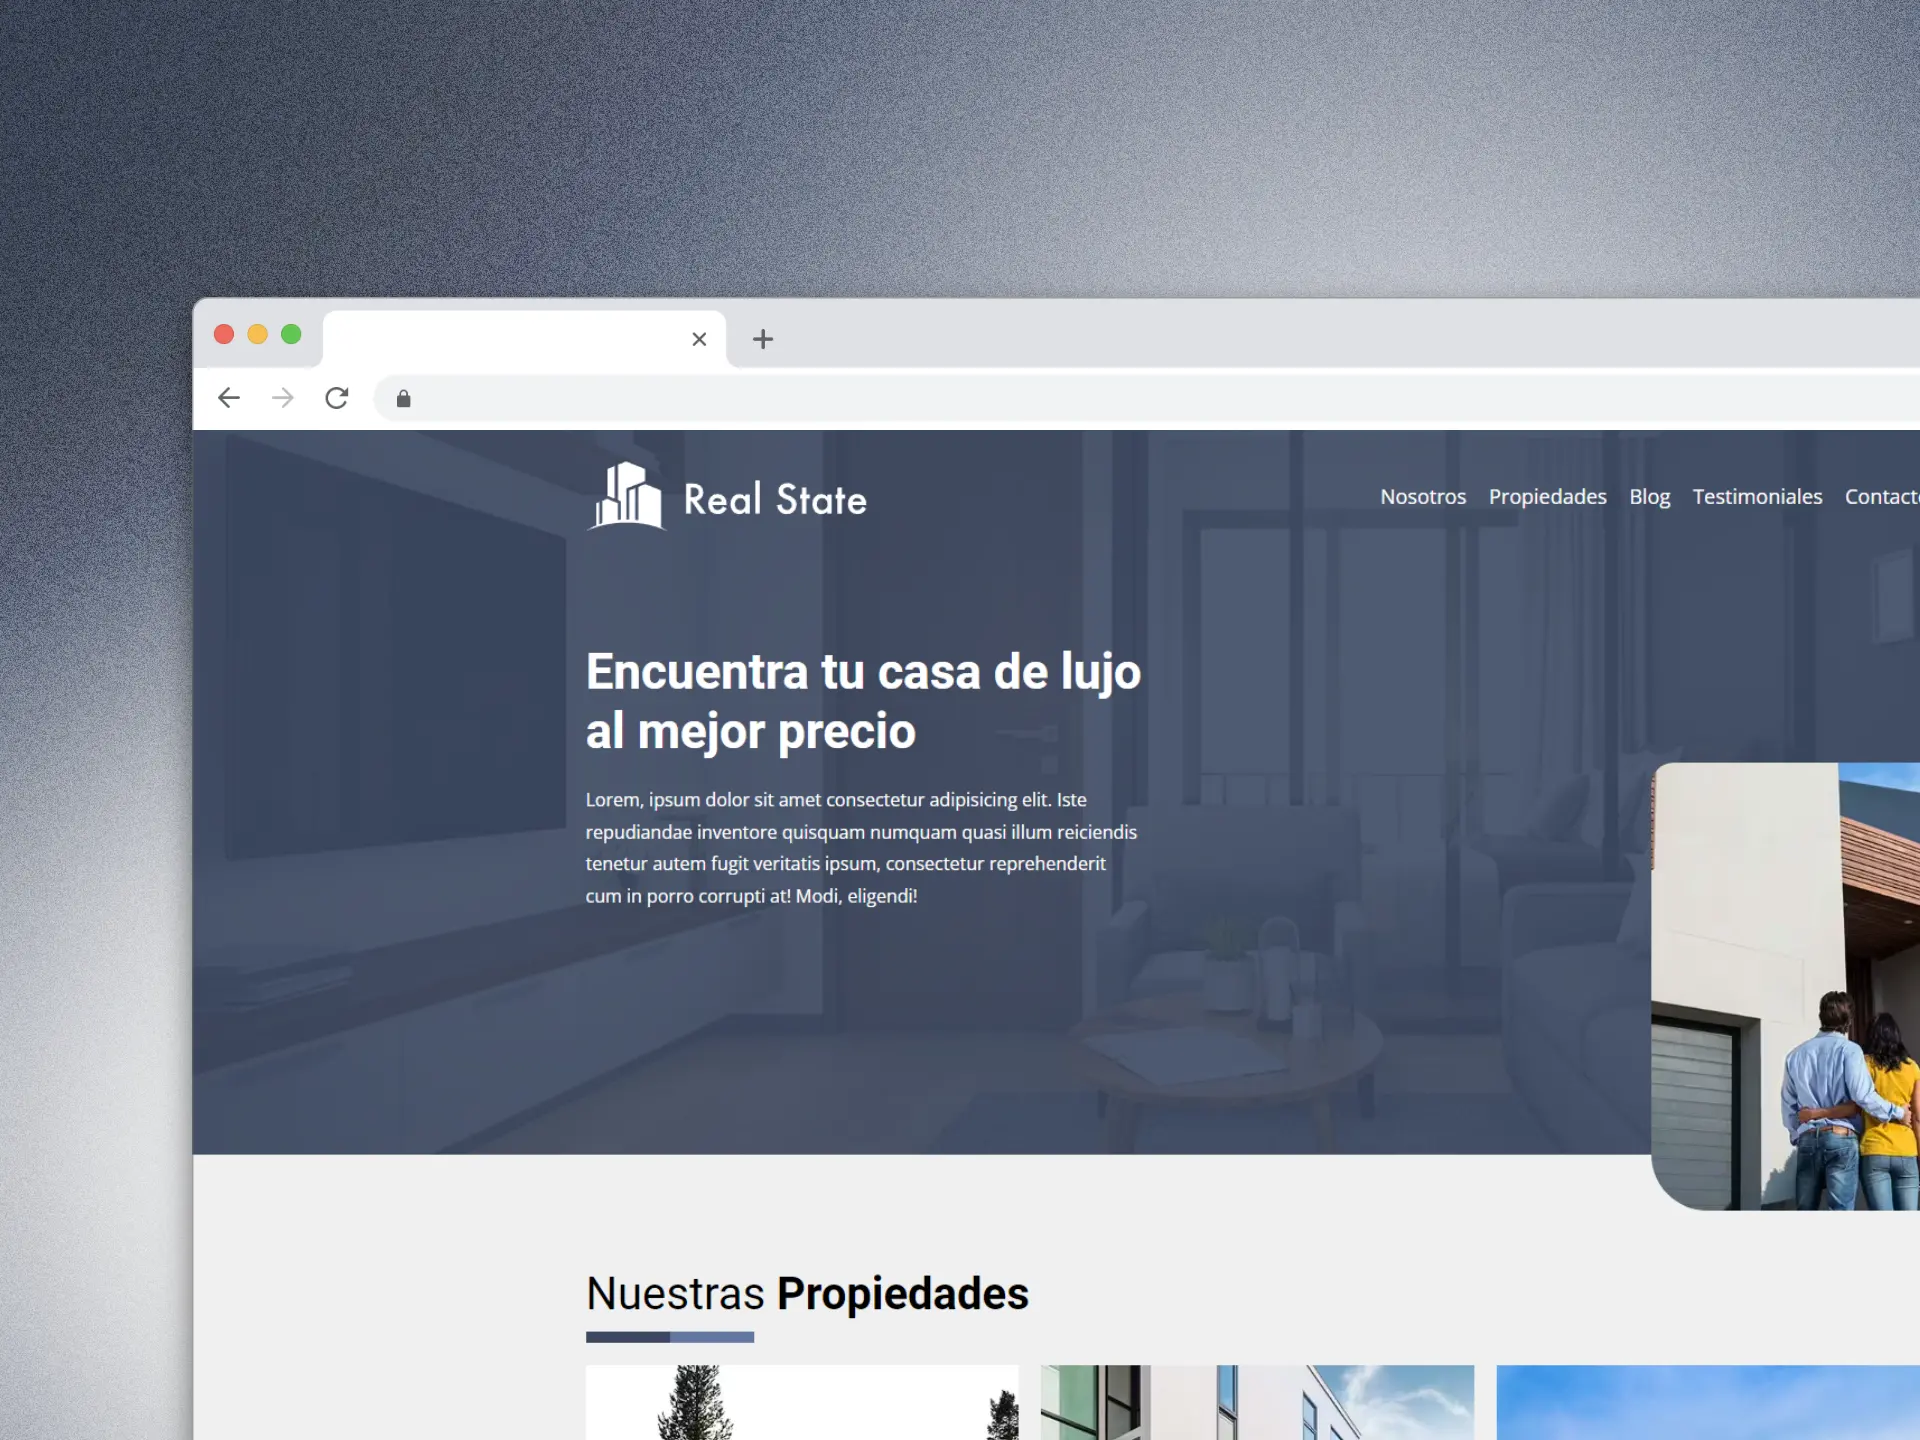 Real State
Nosotros Propiedades Blog Testimoniales
Encuentra tu casa de lujo
al mejor precio
Lorem, ipsum dolor sit amet consectetur adipisicing elit. Iste
repudiandae inventore quisquam numquam quasi illum reiciendis
tenetur autem fugit veritatis ipsum, consectetur reprehenderit
cum in porro corrupti at! Modi, eligendi!
Nuestras Propiedades